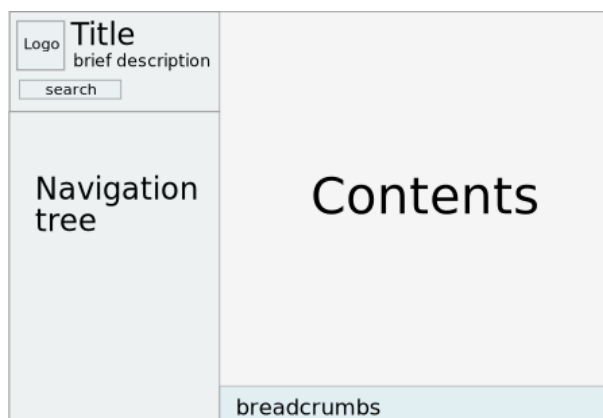 Logo
Title
brief description
search
Navigation
tree
Contents
breadcrumbs